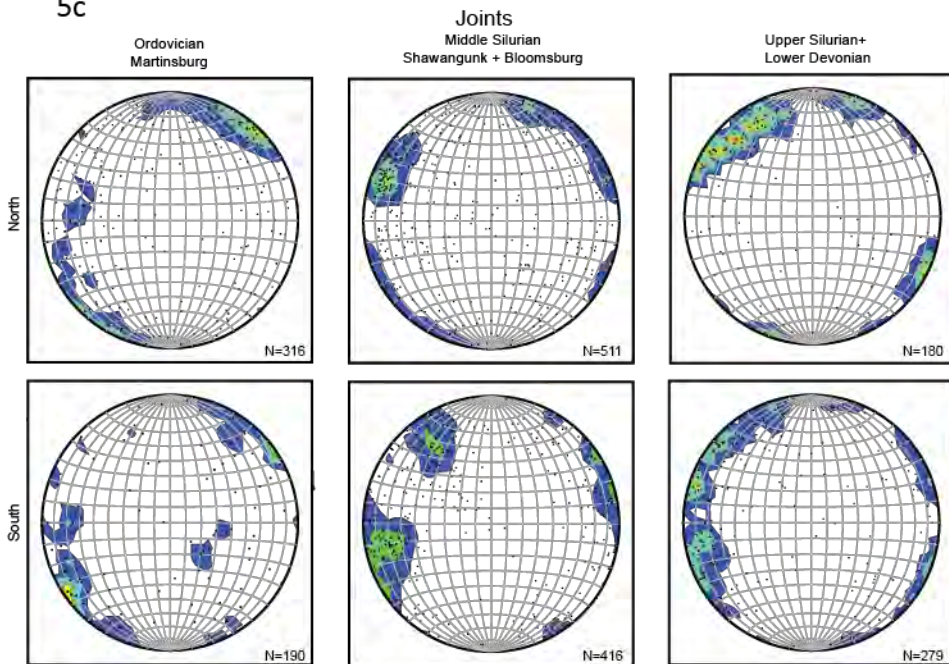 5c
Joints
Ordovician
Martinsburg
Middle Silurian
Shawangunk + Bloomsburg
Upper Silurian+
Lower Devonian
North
N=316
N=511
N=180
South
N=190
N=416
N=279